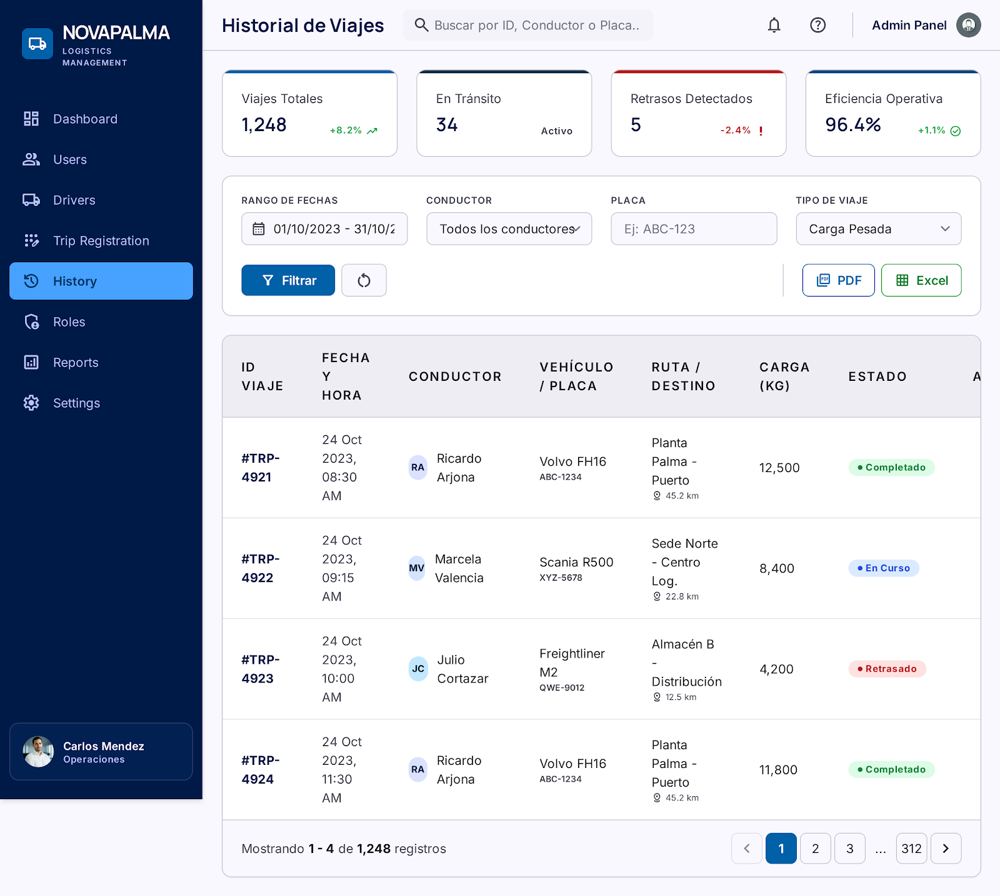 NOVAPALMA
LOGISTICS
MANAGEMENT
Dashboard
Users
Drivers
Trip Registration
History
Roles
Reports
Settings
Carlos Mendez
Operaciones
Historial de Viajes
Buscar por ID, Conductor o Placa..
Admin Panel
Viajes Totales
1,248
+8.2%
En Tránsito
34
Activo
Retrasos Detectados
5
-2.4%
Eficiencia Operativa
96.4%
+1.1%
RANGO DE FECHAS
01/10/2023 - 31/10/2
CONDUCTOR
Todos los conductores
PLACA
Ej: ABC-123
TIPO DE VIAJE
Carga Pesada
Filtrar
PDF
Excel
ID
VIAJE
FECHA
Y
HORA
CONDUCTOR
VEHÍCULO
/ PLACA
RUTA /
DESTINO
CARGA
(KG)
ESTADO
A
#TRP-
4921
24 Oct
2023,
08:30
AM
RA
Ricardo
Arjona
Volvo FH16
ABC-1234
Planta
Palma -
Puerto
45.2 km
12,500
Completado
#TRP-
4922
24 Oct
2023,
09:15
AM
MV
Marcela
Valencia
Scania R500
XYZ-5678
Sede Norte
- Centro
Log.
22.8 km
8,400
En Curso
#TRP-
4923
24 Oct
2023,
10:00
AM
JC
Julio
Cortazar
Freightliner
M2
QWE-9012
Almacén B
-
Distribución
12.5 km
4,200
Retrasado
#TRP-
4924
24 Oct
2023,
11:30
AM
RA
Ricardo
Arjona
Volvo FH16
ABC-1234
Planta
Palma -
Puerto
45.2 km
11,800
Completado
Mostrando 1 - 4 de 1,248 registros
1
2
3
...
312